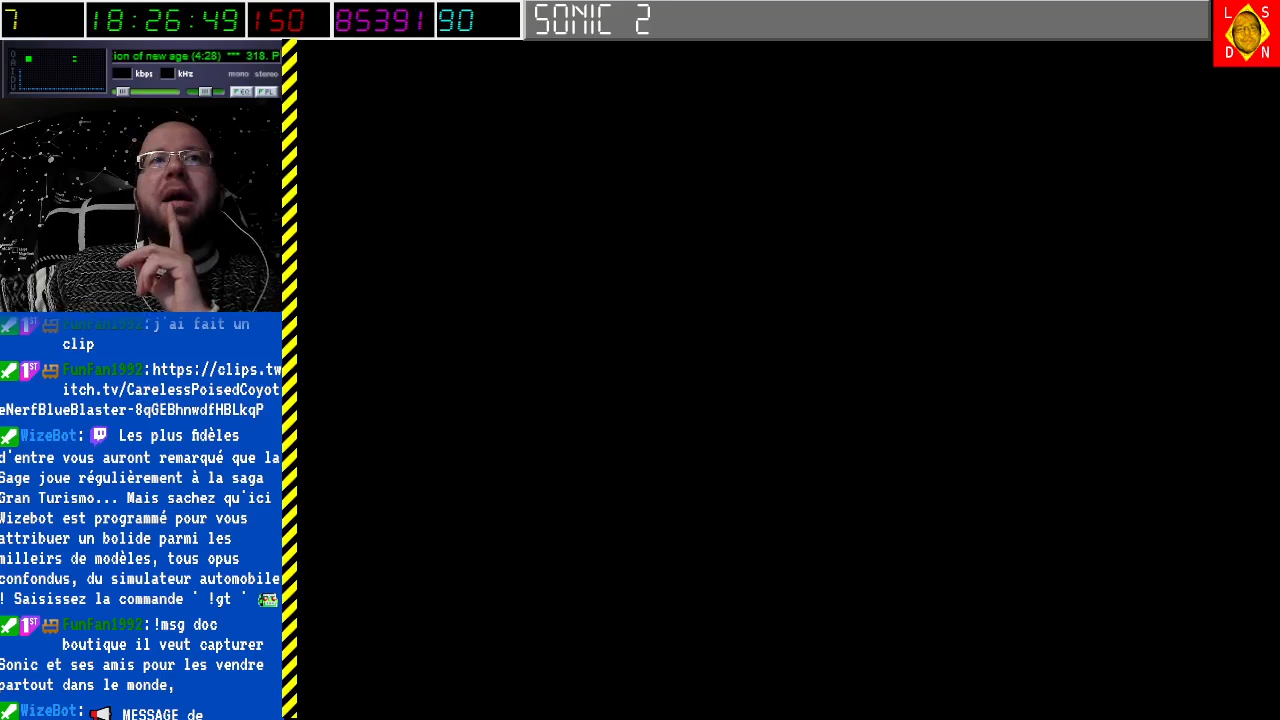 7 18:26:49 150 85391 90 SONIC 2
L S
D N
O A I D V
ion of new age (4:28) *** 318. P
kbps kHz mono stereo
EQ PL
FunFan1992: j'ai fait un
clip
FunFan1992: https://clips.tw
itch.tv/CarelessPoisedCoyot
eNerfBlueBlaster-8qGEBhnwdfHBLkqP
WizeBot: Les plus fidèles
d'entre vous auront remarqué que la
Sage joue régulièrement à la saga
Gran Turismo... Mais sachez qu'ici
Wizebot est programmé pour vous
attribuer un bolide parmi les
milleirs de modèles, tous opus
confondus, du simulateur automobile
! Saisissez la commande ` !gt `
FunFan1992: !msg doc
boutique il veut capturer
Sonic et ses amis pour les vendre
partout dans le monde,
WizeBot: MESSAGE de